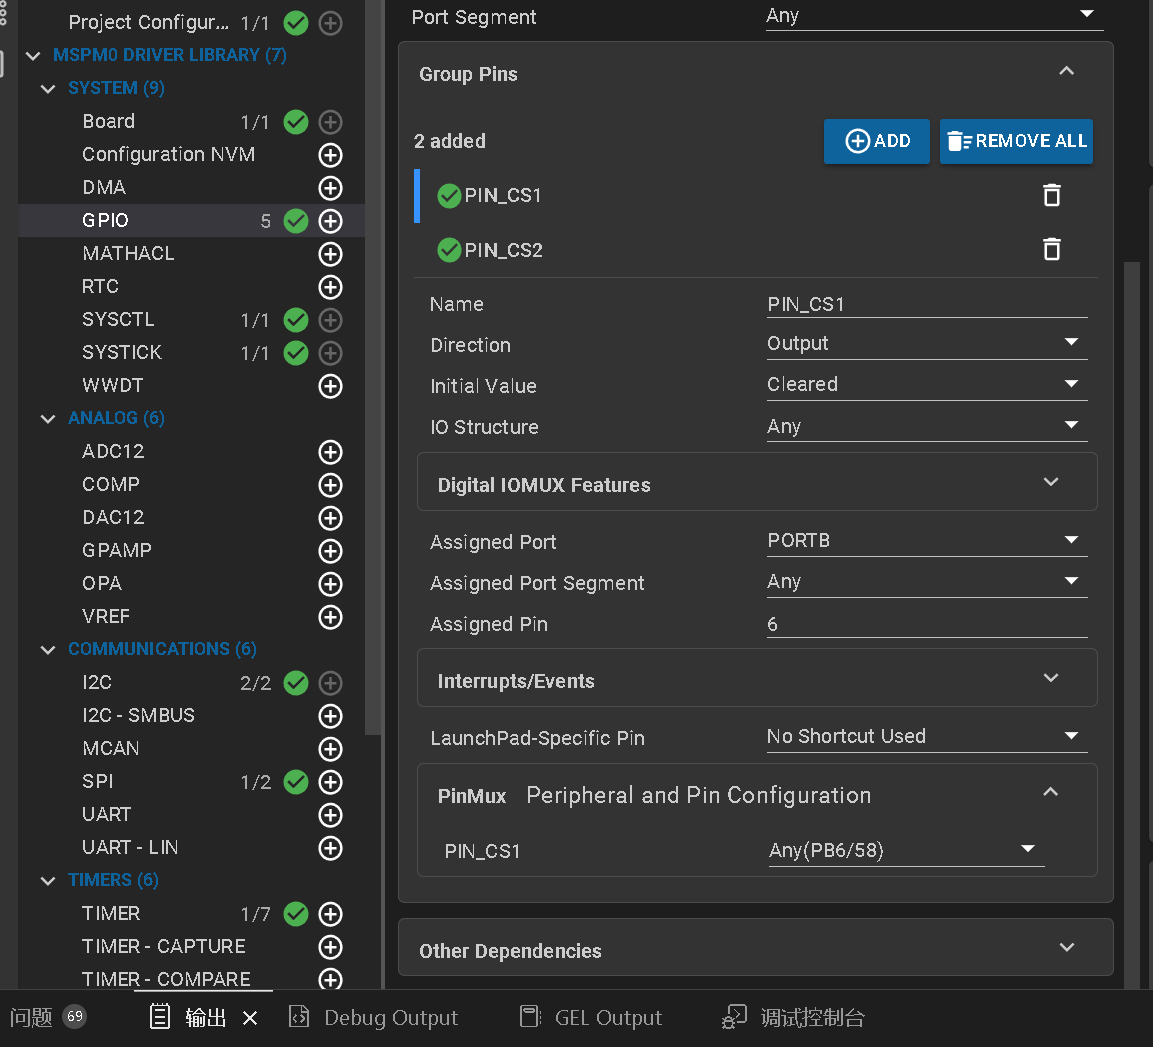 Project Configur... 1/1
MSPM0 DRIVER LIBRARY (7)
SYSTEM (9)
Board 1/1
Configuration NVM
DMA
GPIO 5
MATHACL
RTC
SYSCTL 1/1
SYSTICK 1/1
WWDT
ANALOG (6)
ADC12
COMP
DAC12
GPAMP
OPA
VREF
COMMUNICATIONS (6)
I2C 2/2
I2C - SMBUS
MCAN
SPI 1/2
UART
UART - LIN
TIMERS (6)
TIMER 1/7
TIMER - CAPTURE
TIMER - COMPARE
Port Segment Any
Group Pins
2 added ADD REMOVE ALL
PIN_CS1
PIN_CS2
Name PIN_CS1
Direction Output
Initial Value Cleared
IO Structure Any
Digital IOMUX Features
Assigned Port PORTB
Assigned Port Segment Any
Assigned Pin 6
Interrupts/Events
LaunchPad-Specific Pin No Shortcut Used
PinMux Peripheral and Pin Configuration
PIN_CS1 Any(PB6/58)
Other Dependencies
问题 69 输出 Debug Output GEL Output 调试控制台